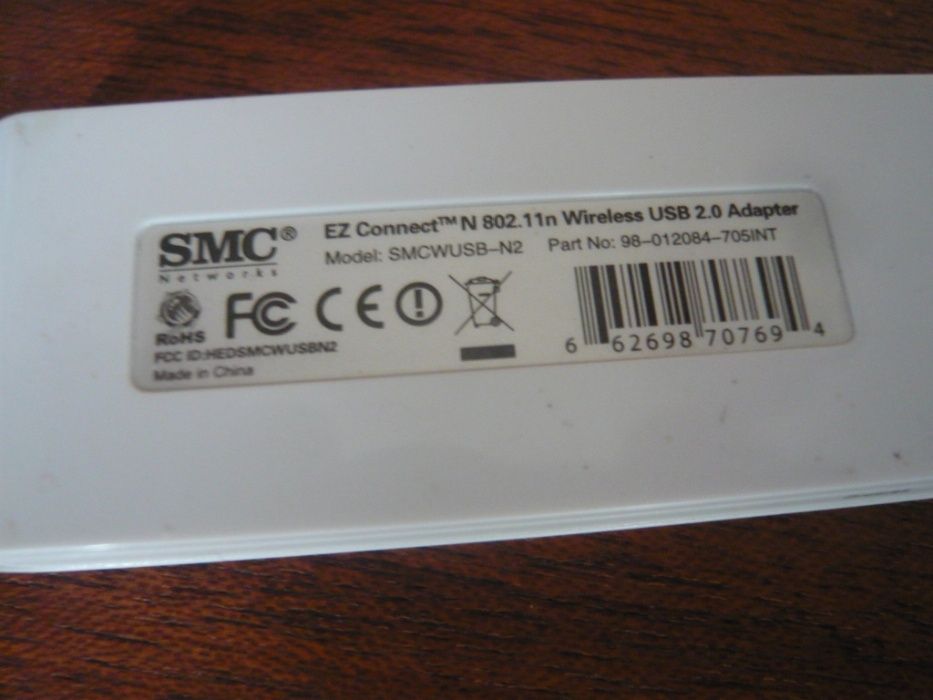 SMC®
Networks
EZ Connect™ N 802.11n Wireless USB 2.0 Adapter
Model: SMCWUSB-N2 Part No: 98-012084-705INT
RoHS
FC CE
FCC ID:HEDSMCWUSBN2
Made in China
6 62698 70769 4